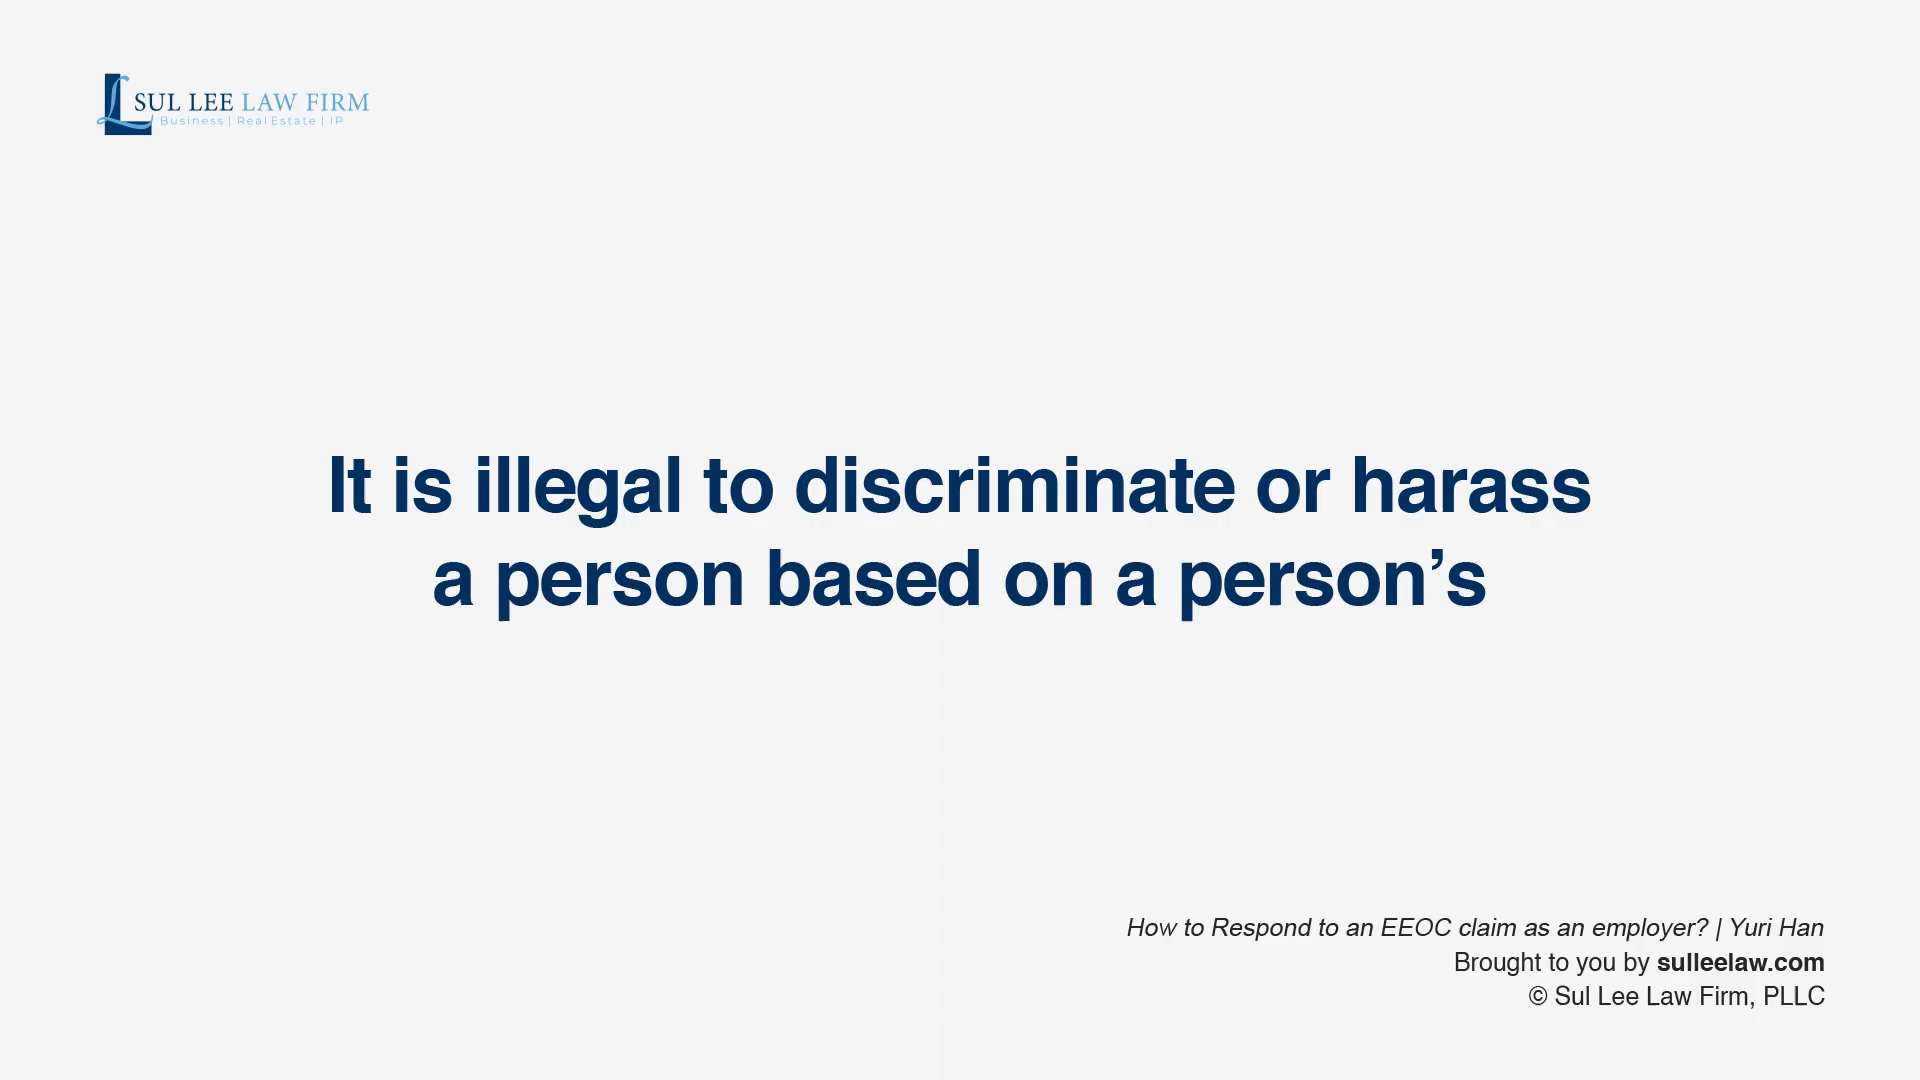 SUL LEE LAW FIRM
Business | Real Estate | IP
It is illegal to discriminate or harass
a person based on a person’s
How to Respond to an EEOC claim as an employer? | Yuri Han
Brought to you by sulleelaw.com
© Sul Lee Law Firm, PLLC